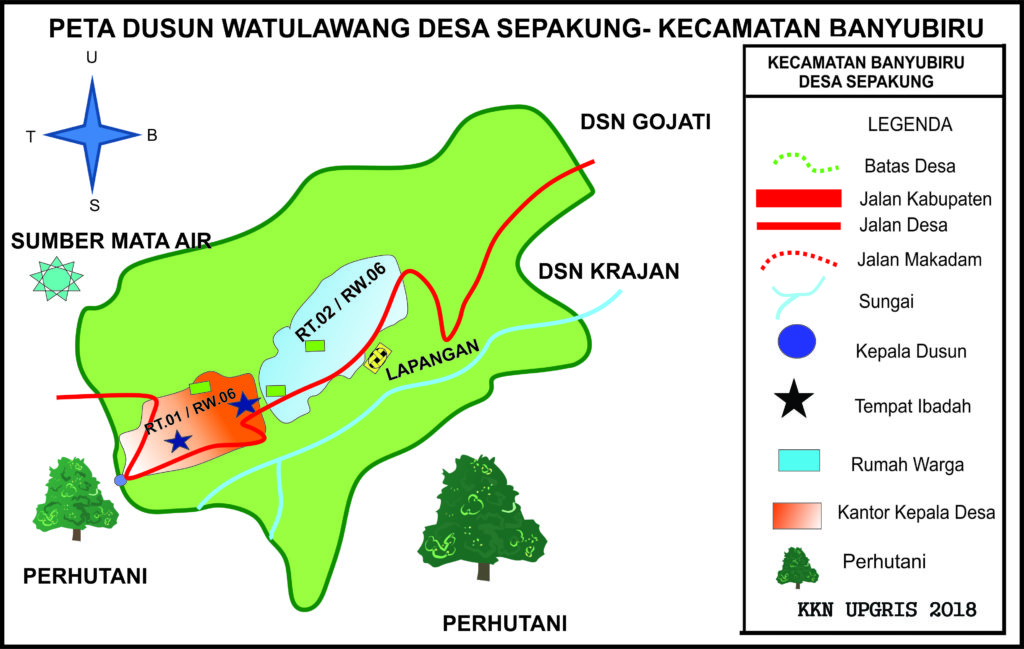 PETA DUSUN WATULAWANG DESA SEPAKUNG- KECAMATAN BANYUBIRU
U
T
B
S
SUMBER MATA AIR
DSN GOJATI
DSN KRAJAN
RT.02 / RW.06
LAPANGAN
RT.01 / RW.06
PERHUTANI
PERHUTANI
KECAMATAN BANYUBIRU
DESA SEPAKUNG
LEGENDA
Batas Desa
Jalan Kabupaten
Jalan Desa
Jalan Makadam
Sungai
Kepala Dusun
Tempat Ibadah
Rumah Warga
Kantor Kepala Desa
Perhutani
KKN UPGRIS 2018